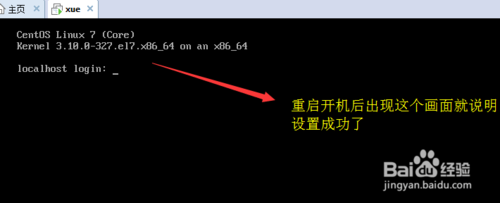 主页 × xue ×
CentOS Linux 7 (Core)
Kernel 3.10.0-327.el7.x86_64 on an x86_64
localhost login: _
重启开机后出现这个画面就说明
设置成功了
Baidu经验
jingyan.baidu.com